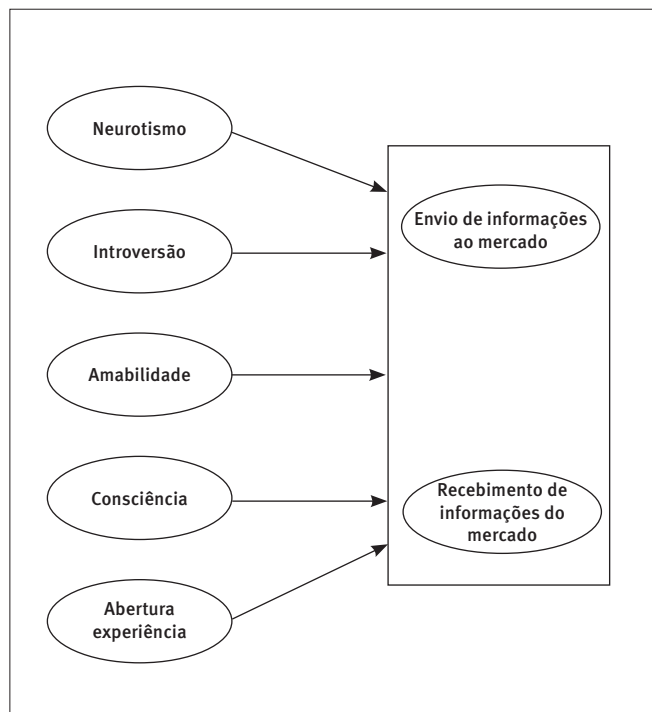 Neurotismo
Introversão
Amabilidade
Consciência
Abertura
experiência
Envio de informações
ao mercado
Recebimento de
informações do
mercado